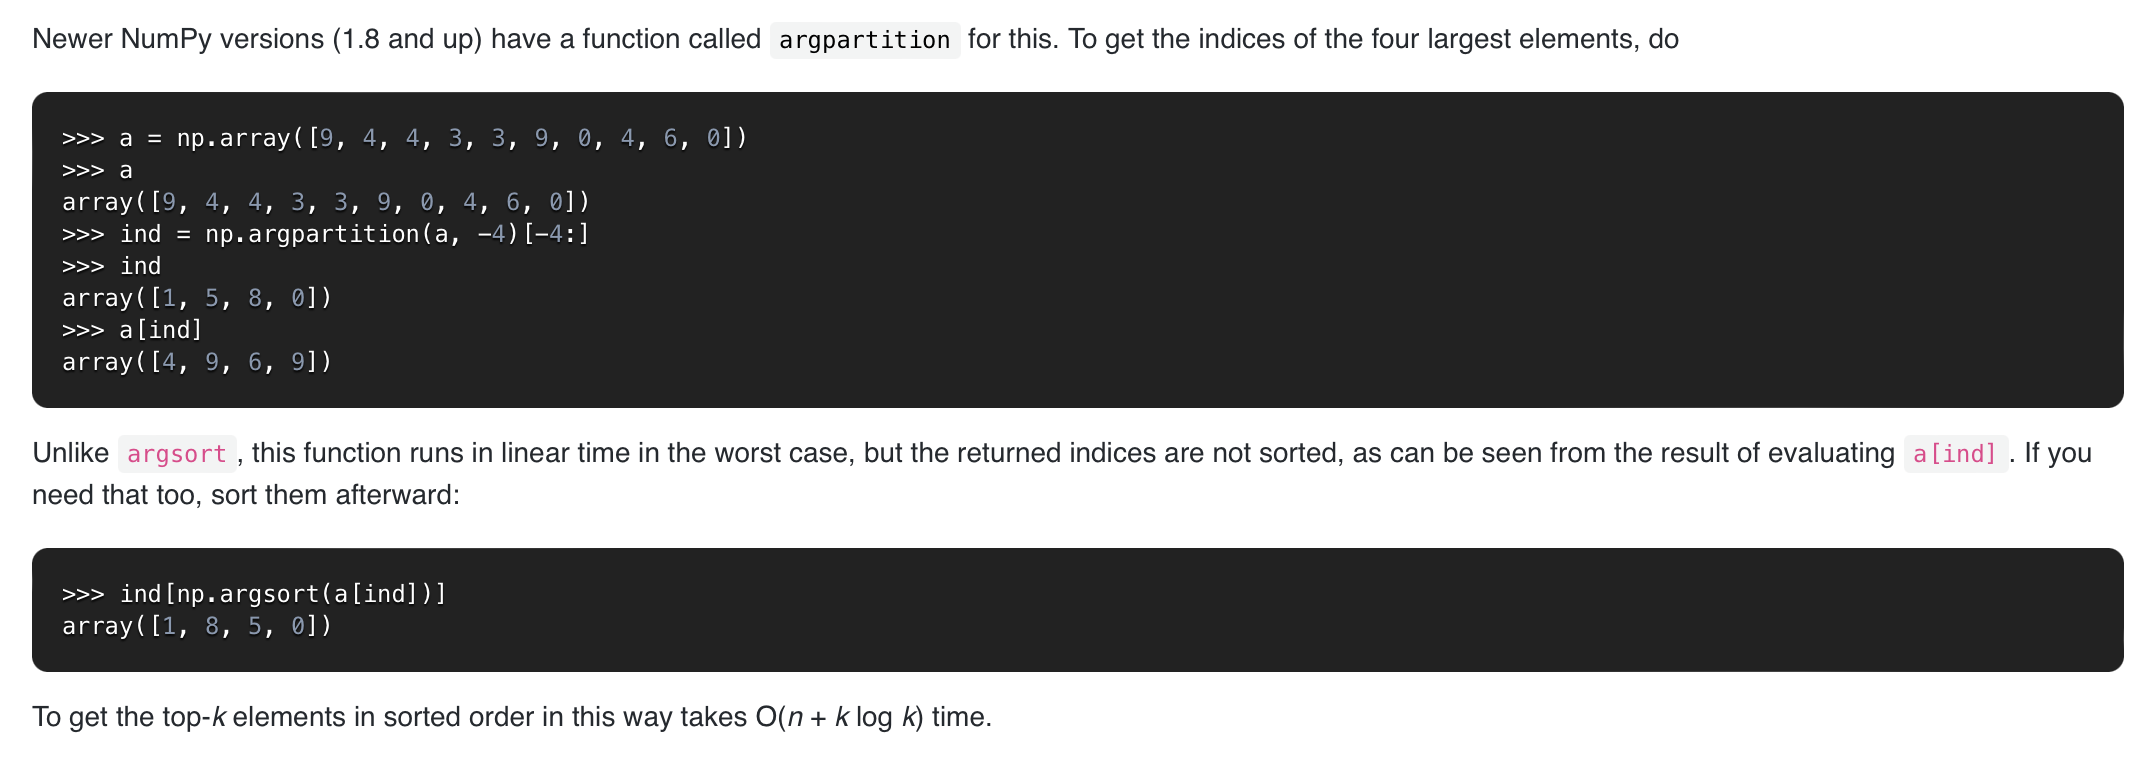 Newer NumPy versions (1.8 and up) have a function called argpartition for this. To get the indices of the four largest elements, do
>>> a = np.array([9, 4, 4, 3, 3, 9, 0, 4, 6, 0])
>>> a
array([9, 4, 4, 3, 3, 9, 0, 4, 6, 0])
>>> ind = np.argpartition(a, -4)[-4:]
>>> ind
array([1, 5, 8, 0])
>>> a[ind]
array([4, 9, 6, 9])
Unlike argsort, this function runs in linear time in the worst case, but the returned indices are not sorted, as can be seen from the result of evaluating a[ind]. If you
need that too, sort them afterward:
>>> ind[np.argsort(a[ind])]
array([1, 8, 5, 0])
To get the top-k elements in sorted order in this way takes O(n + k log k) time.